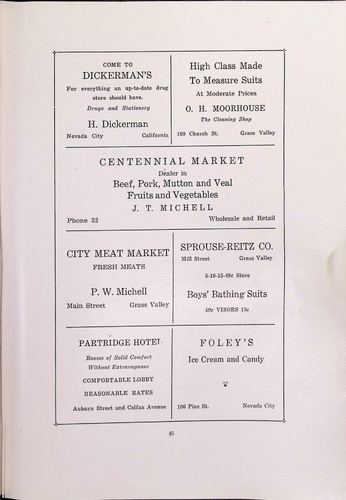 COME TO
DICKERMAN'S
For everything an up-to-date drug
store should have.
Drugs and Stationery
H. Dickerman
Nevada City California
High Class Made
To Measure Suits
At Moderate Prices
O. H. MOORHOUSE
The Cleaning Shop
109 Church St. Grass Valley
CENTENNIAL MARKET
Dealer in
Beef, Pork, Mutton and Veal
Fruits and Vegetables
J. T. MICHELL
Phone 32 Wholesale and Retail
CITY MEAT MARKET
FRESH MEATS
P. W. Michell
Main Street Grass Valley
SPROUSE-REITZ CO.
Mill Street Grass Valley
5-10-15-49c Store
Boys' Bathing Suits
49c VISORS 15c
PARTRIDGE HOTEL
Rooms of Solid Comfort
Without Extravagance
COMFORTABLE LOBBY
REASONABLE RATES
Auburn Street and Colfax Avenue
FOLEY'S
Ice Cream and Candy
106 Pine St. Nevada City
81